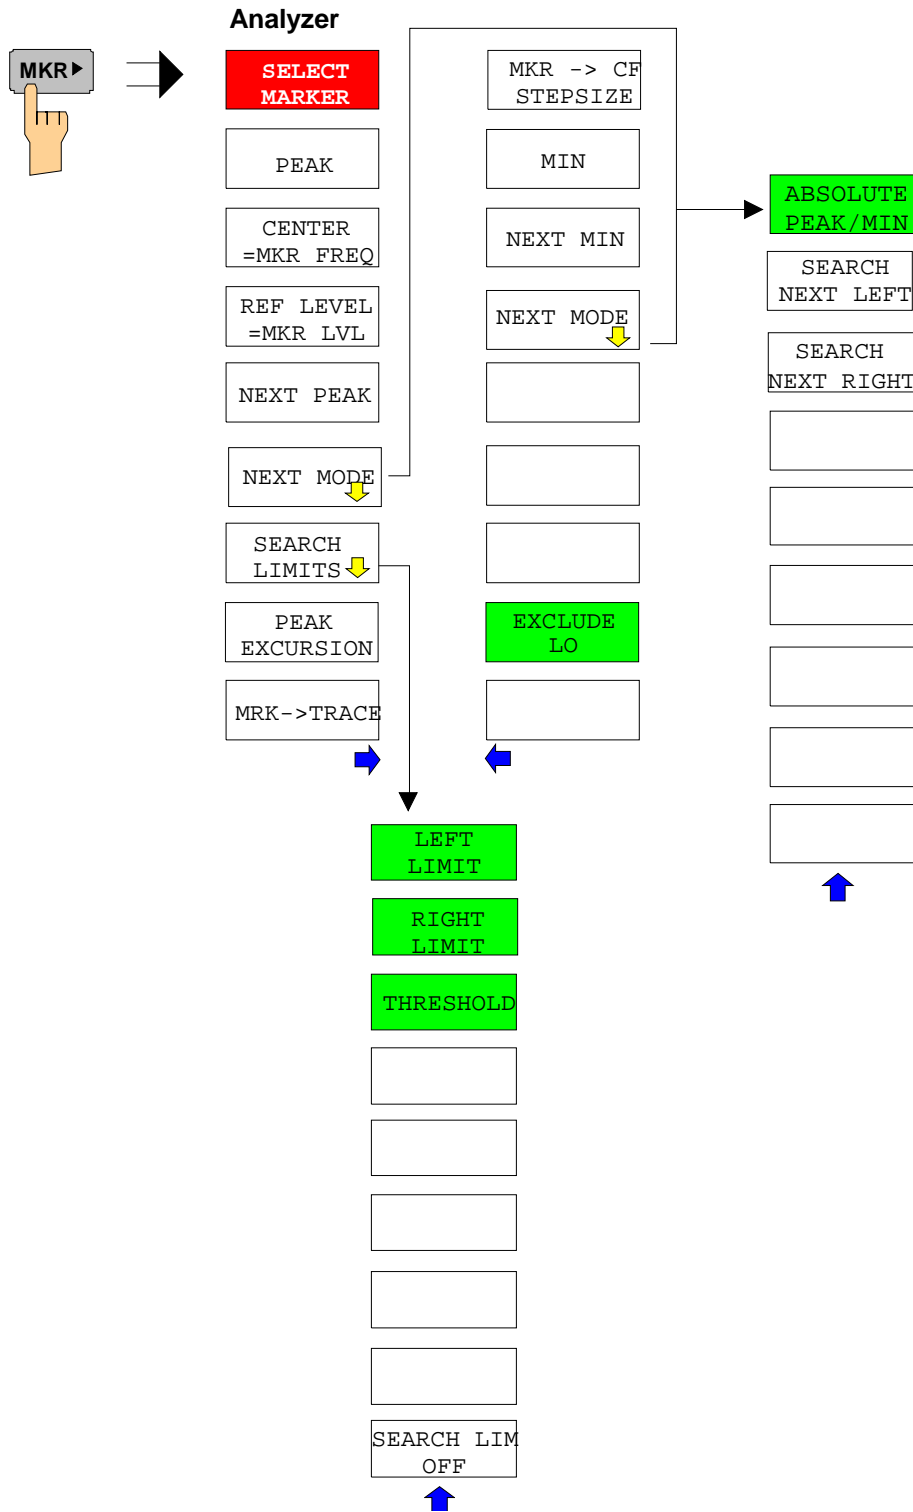 Analyzer
MKR
SELECT
MARKER
PEAK
CENTER
=MKR FREQ
REF LEVEL
=MKR LVL
NEXT PEAK
NEXT MODE
SEARCH
LIMITS
PEAK
EXCURSION
MRK->TRACE
MKR -> CF
STEPSIZE
MIN
NEXT MIN
NEXT MODE
EXCLUDE
LO
ABSOLUTE
PEAK/MIN
SEARCH
NEXT LEFT
SEARCH
NEXT RIGHT
LEFT
LIMIT
RIGHT
LIMIT
THRESHOLD
SEARCH LIM
OFF